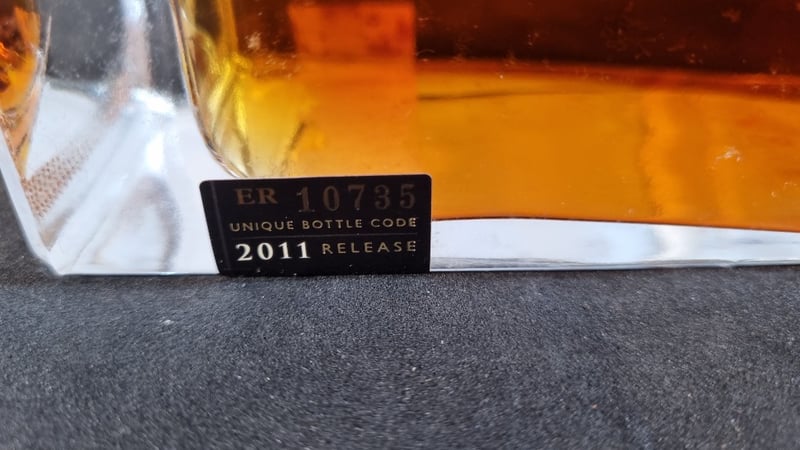 ER 10735
UNIQUE BOTTLE CODE
2011 RELEASE